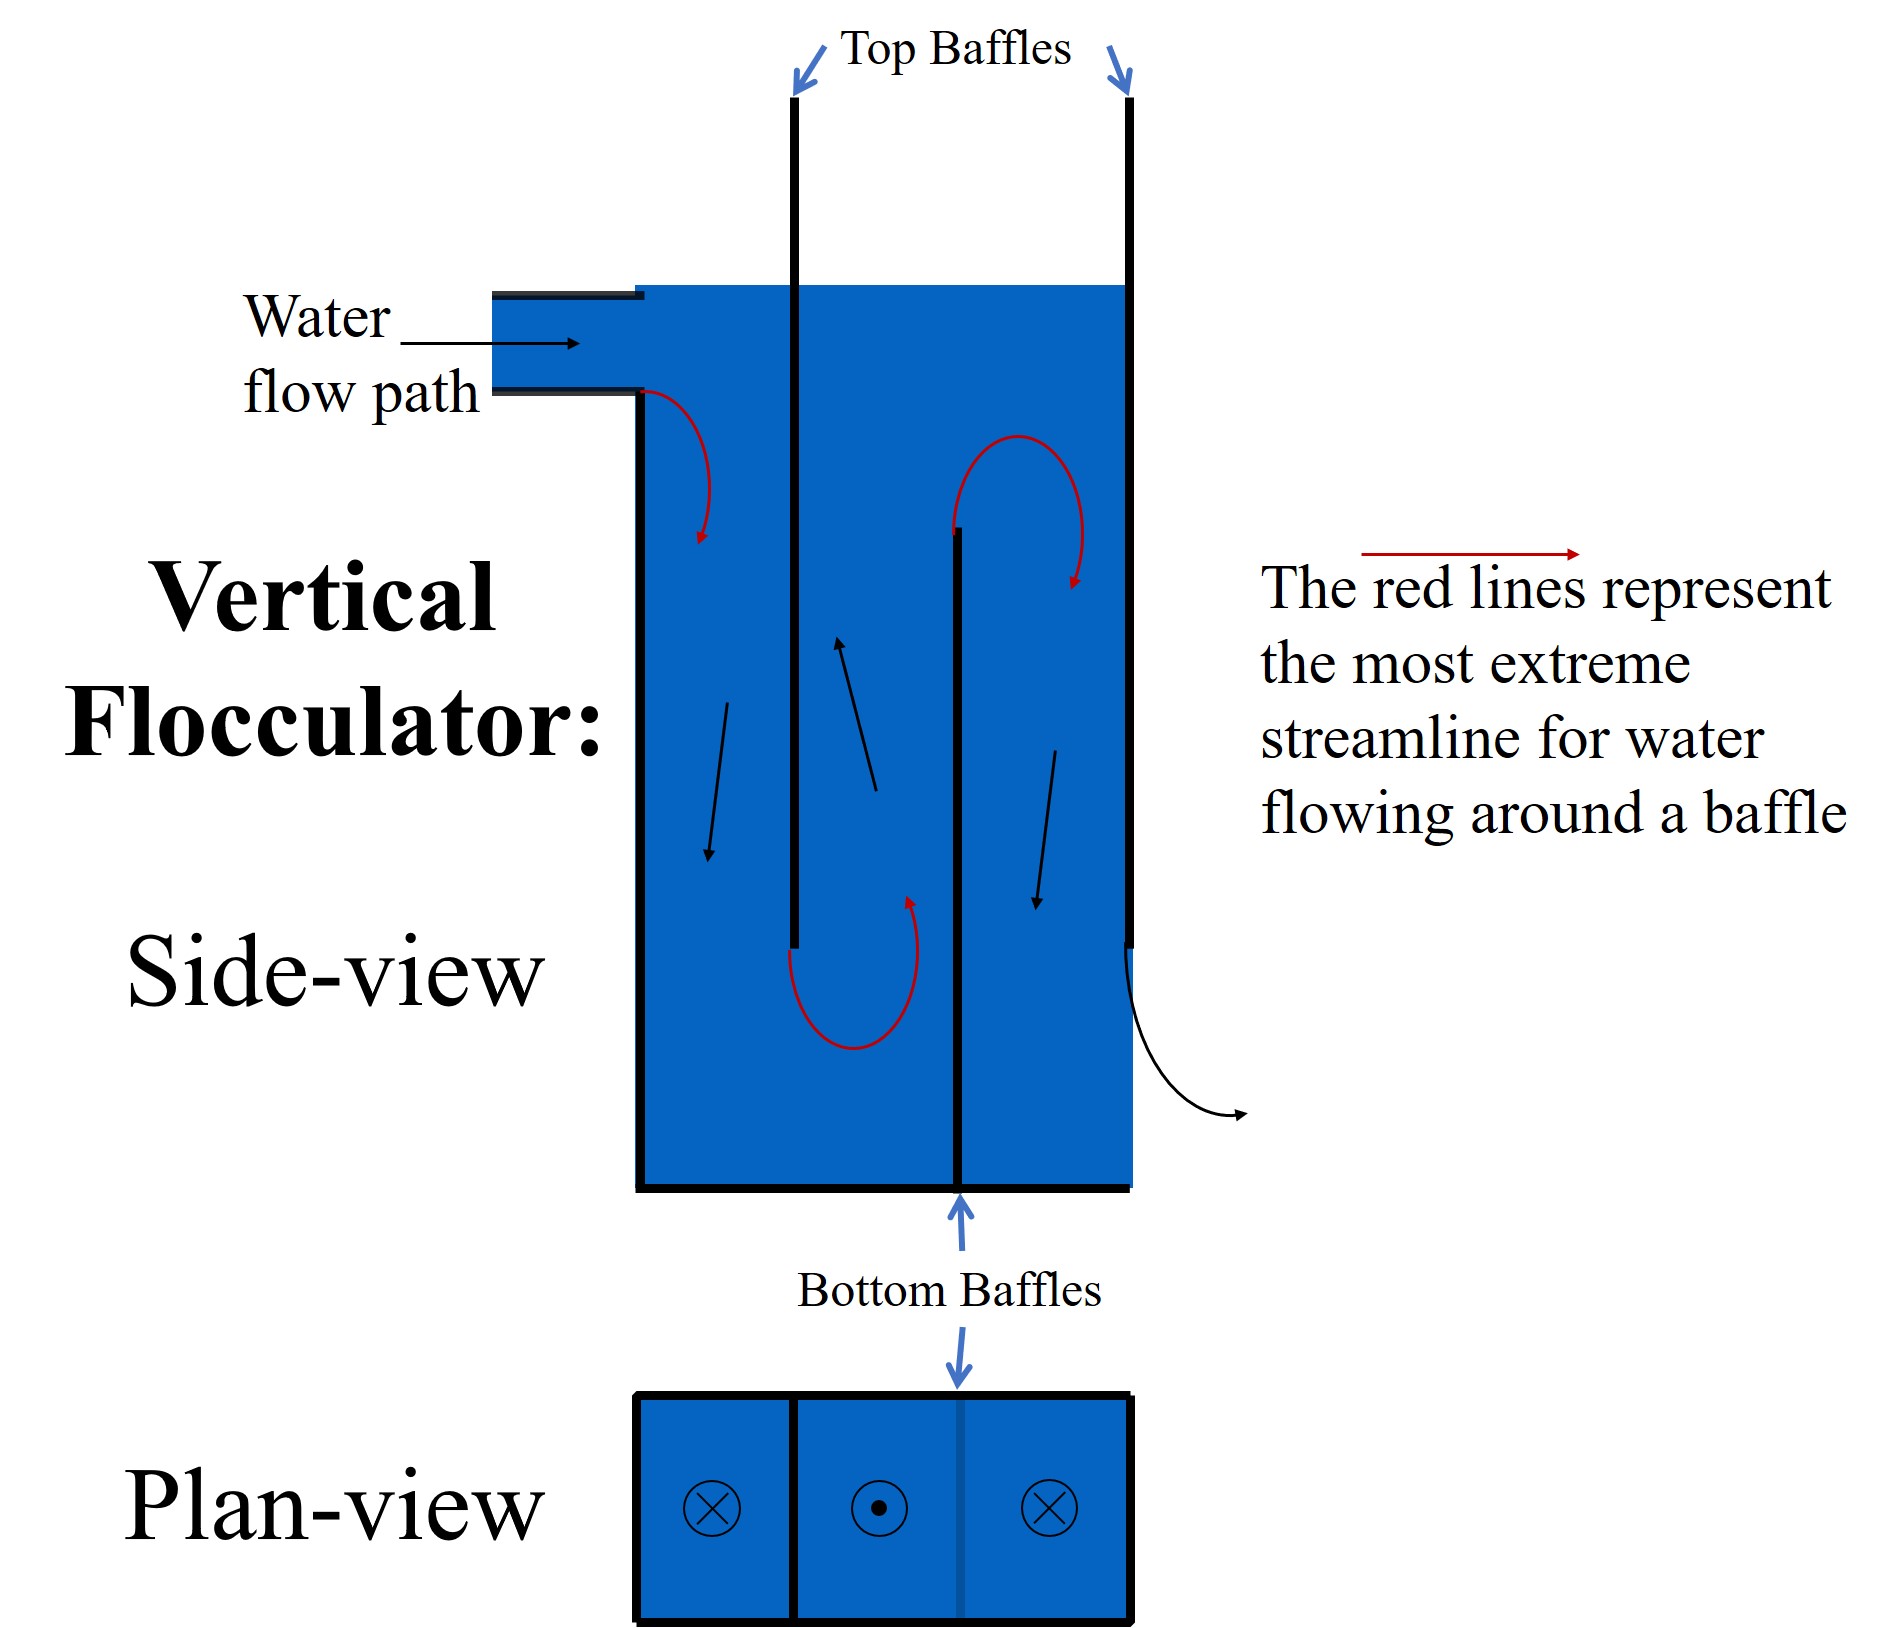 Top Baffles
Water
flow path
Vertical
Flocculator:
The red lines represent
the most extreme
streamline for water
flowing around a baffle
Side-view
Bottom Baffles
Plan-view